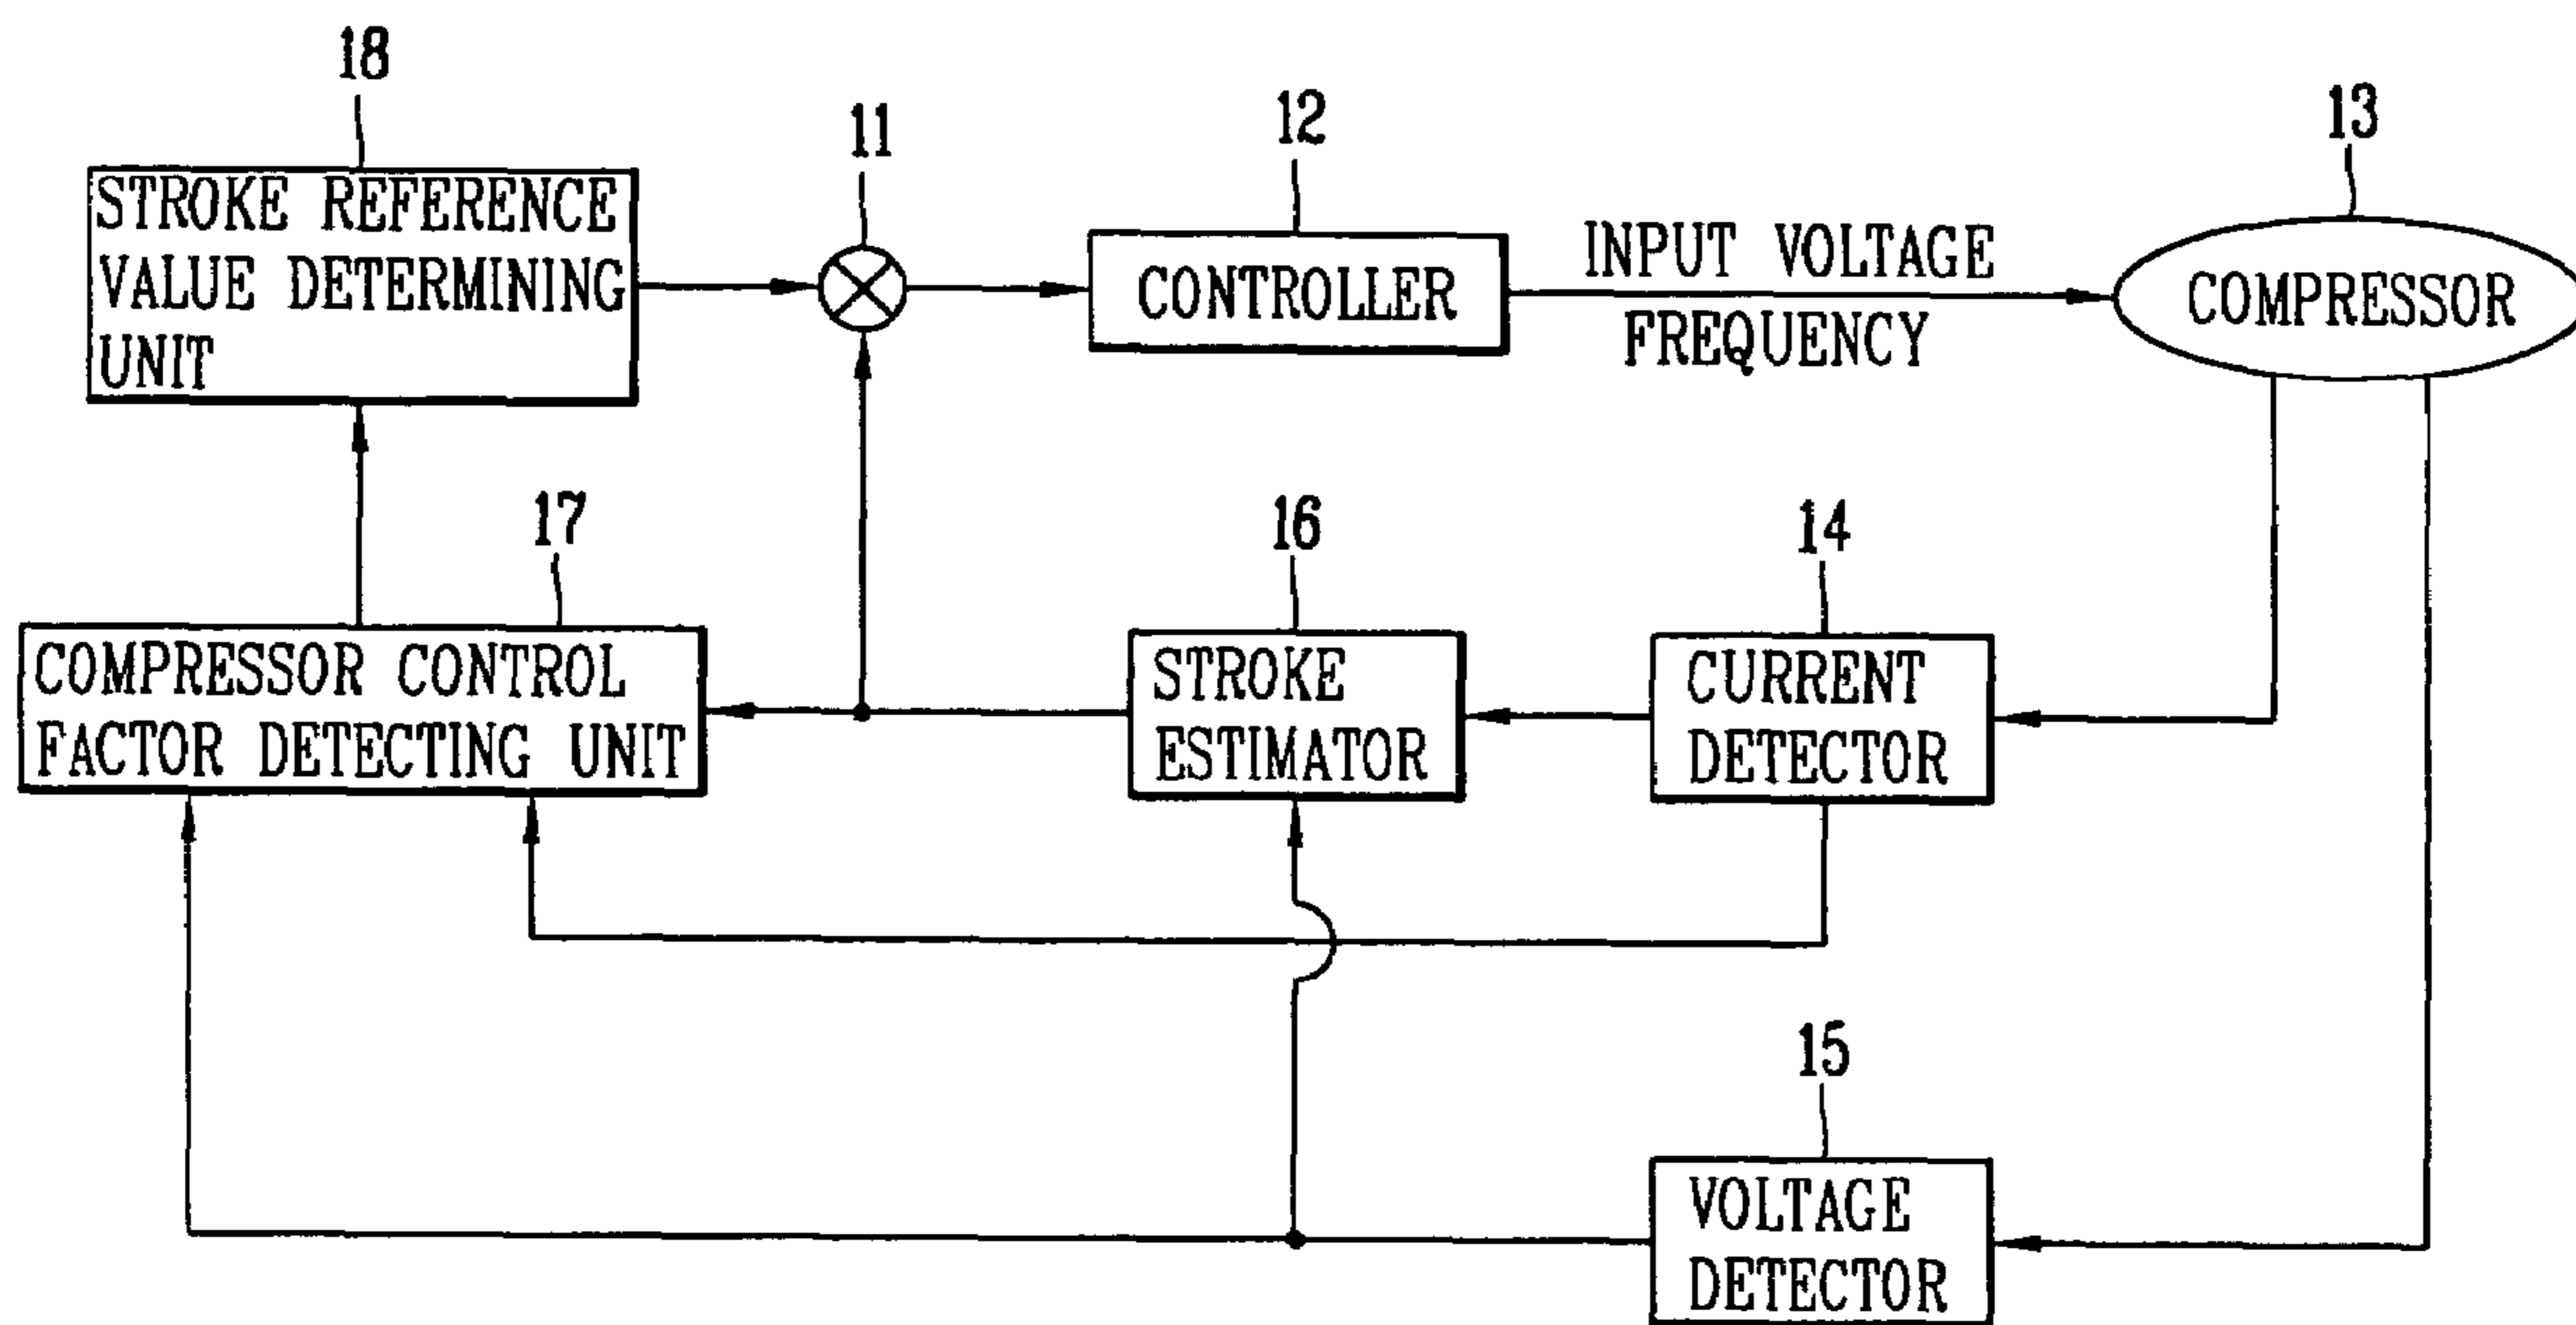 18
11
12
13
STROKE REFERENCE
VALUE DETERMINING
UNIT
CONTROLLER
INPUT VOLTAGE
FREQUENCY
COMPRESSOR
17
16
14
COMPRESSOR CONTROL
FACTOR DETECTING UNIT
STROKE
ESTIMATOR
CURRENT
DETECTOR
15
VOLTAGE
DETECTOR